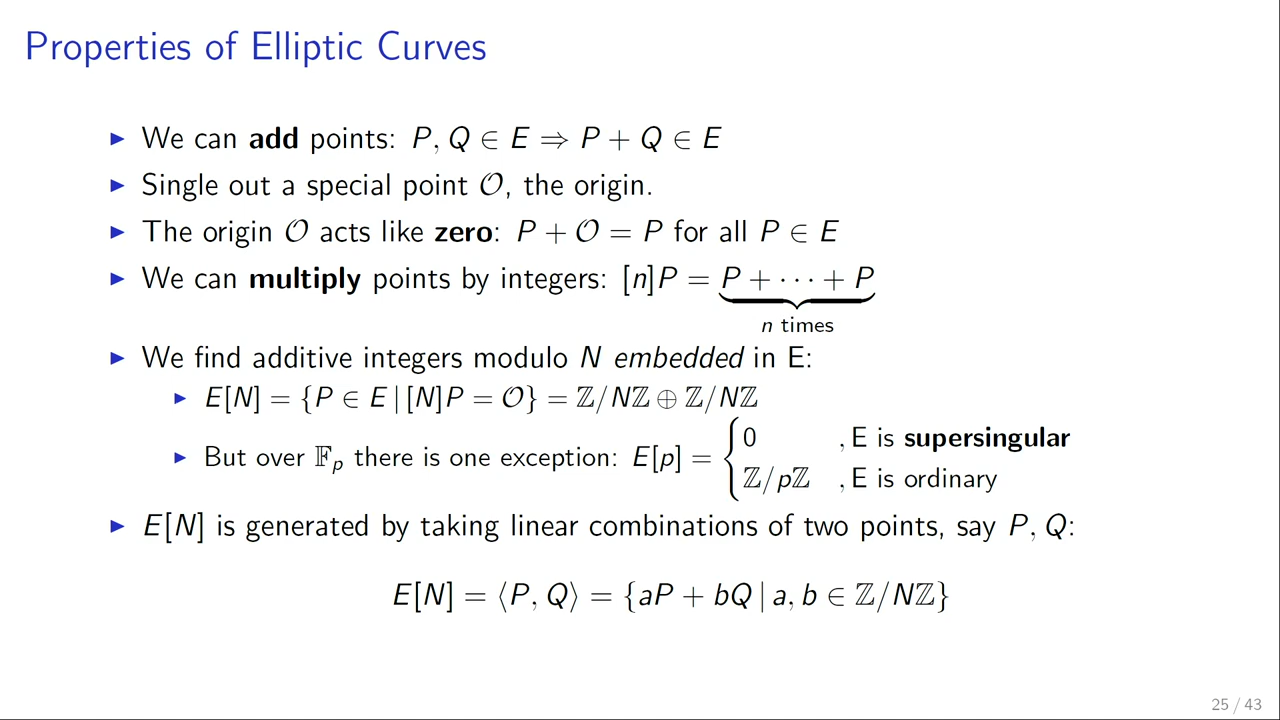 Properties of Elliptic Curves
▶ We can add points: P, Q ∈ E ⇒ P + Q ∈ E
▶ Single out a special point 𝒪, the origin.
▶ The origin 𝒪 acts like zero: P + 𝒪 = P for all P ∈ E
▶ We can multiply points by integers: [n]P = P + · · · + P
n times
▶ We find additive integers modulo N embedded in E:
▶ E[N] = {P ∈ E | [N]P = 𝒪} = ℤ/Nℤ ⊕ ℤ/Nℤ
▶ But over 𝔽p there is one exception: E[p] = { 0 , E is supersingular
ℤ/pℤ , E is ordinary
▶ E[N] is generated by taking linear combinations of two points, say P, Q:
E[N] = ⟨P, Q⟩ = {aP + bQ | a, b ∈ ℤ/Nℤ}
25 / 43